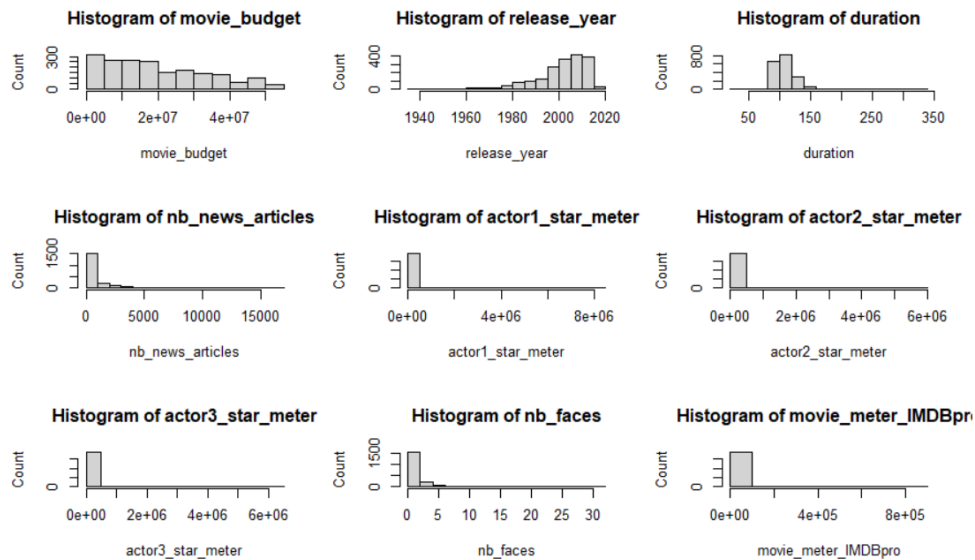 Histogram of movie_budget
Count
0 300
0e+00 2e+07 4e+07
movie_budget
Histogram of release_year
Count
0 400
1940 1960 1980 2000 2020
release_year
Histogram of duration
Count
0 800
50 150 250 350
duration
Histogram of nb_news_articles
Count
0 1500
0 5000 10000 15000
nb_news_articles
Histogram of actor1_star_meter
Count
0
0e+00 4e+06 8e+06
actor1_star_meter
Histogram of actor2_star_meter
Count
0
0e+00 2e+06 4e+06 6e+06
actor2_star_meter
Histogram of actor3_star_meter
Count
0
0e+00 2e+06 4e+06 6e+06
actor3_star_meter
Histogram of nb_faces
Count
0 1500
0 5 10 15 20 25 30
nb_faces
Histogram of movie_meter_IMDBpr
Count
0
0e+00 4e+05 8e+05
movie_meter_IMDBpro